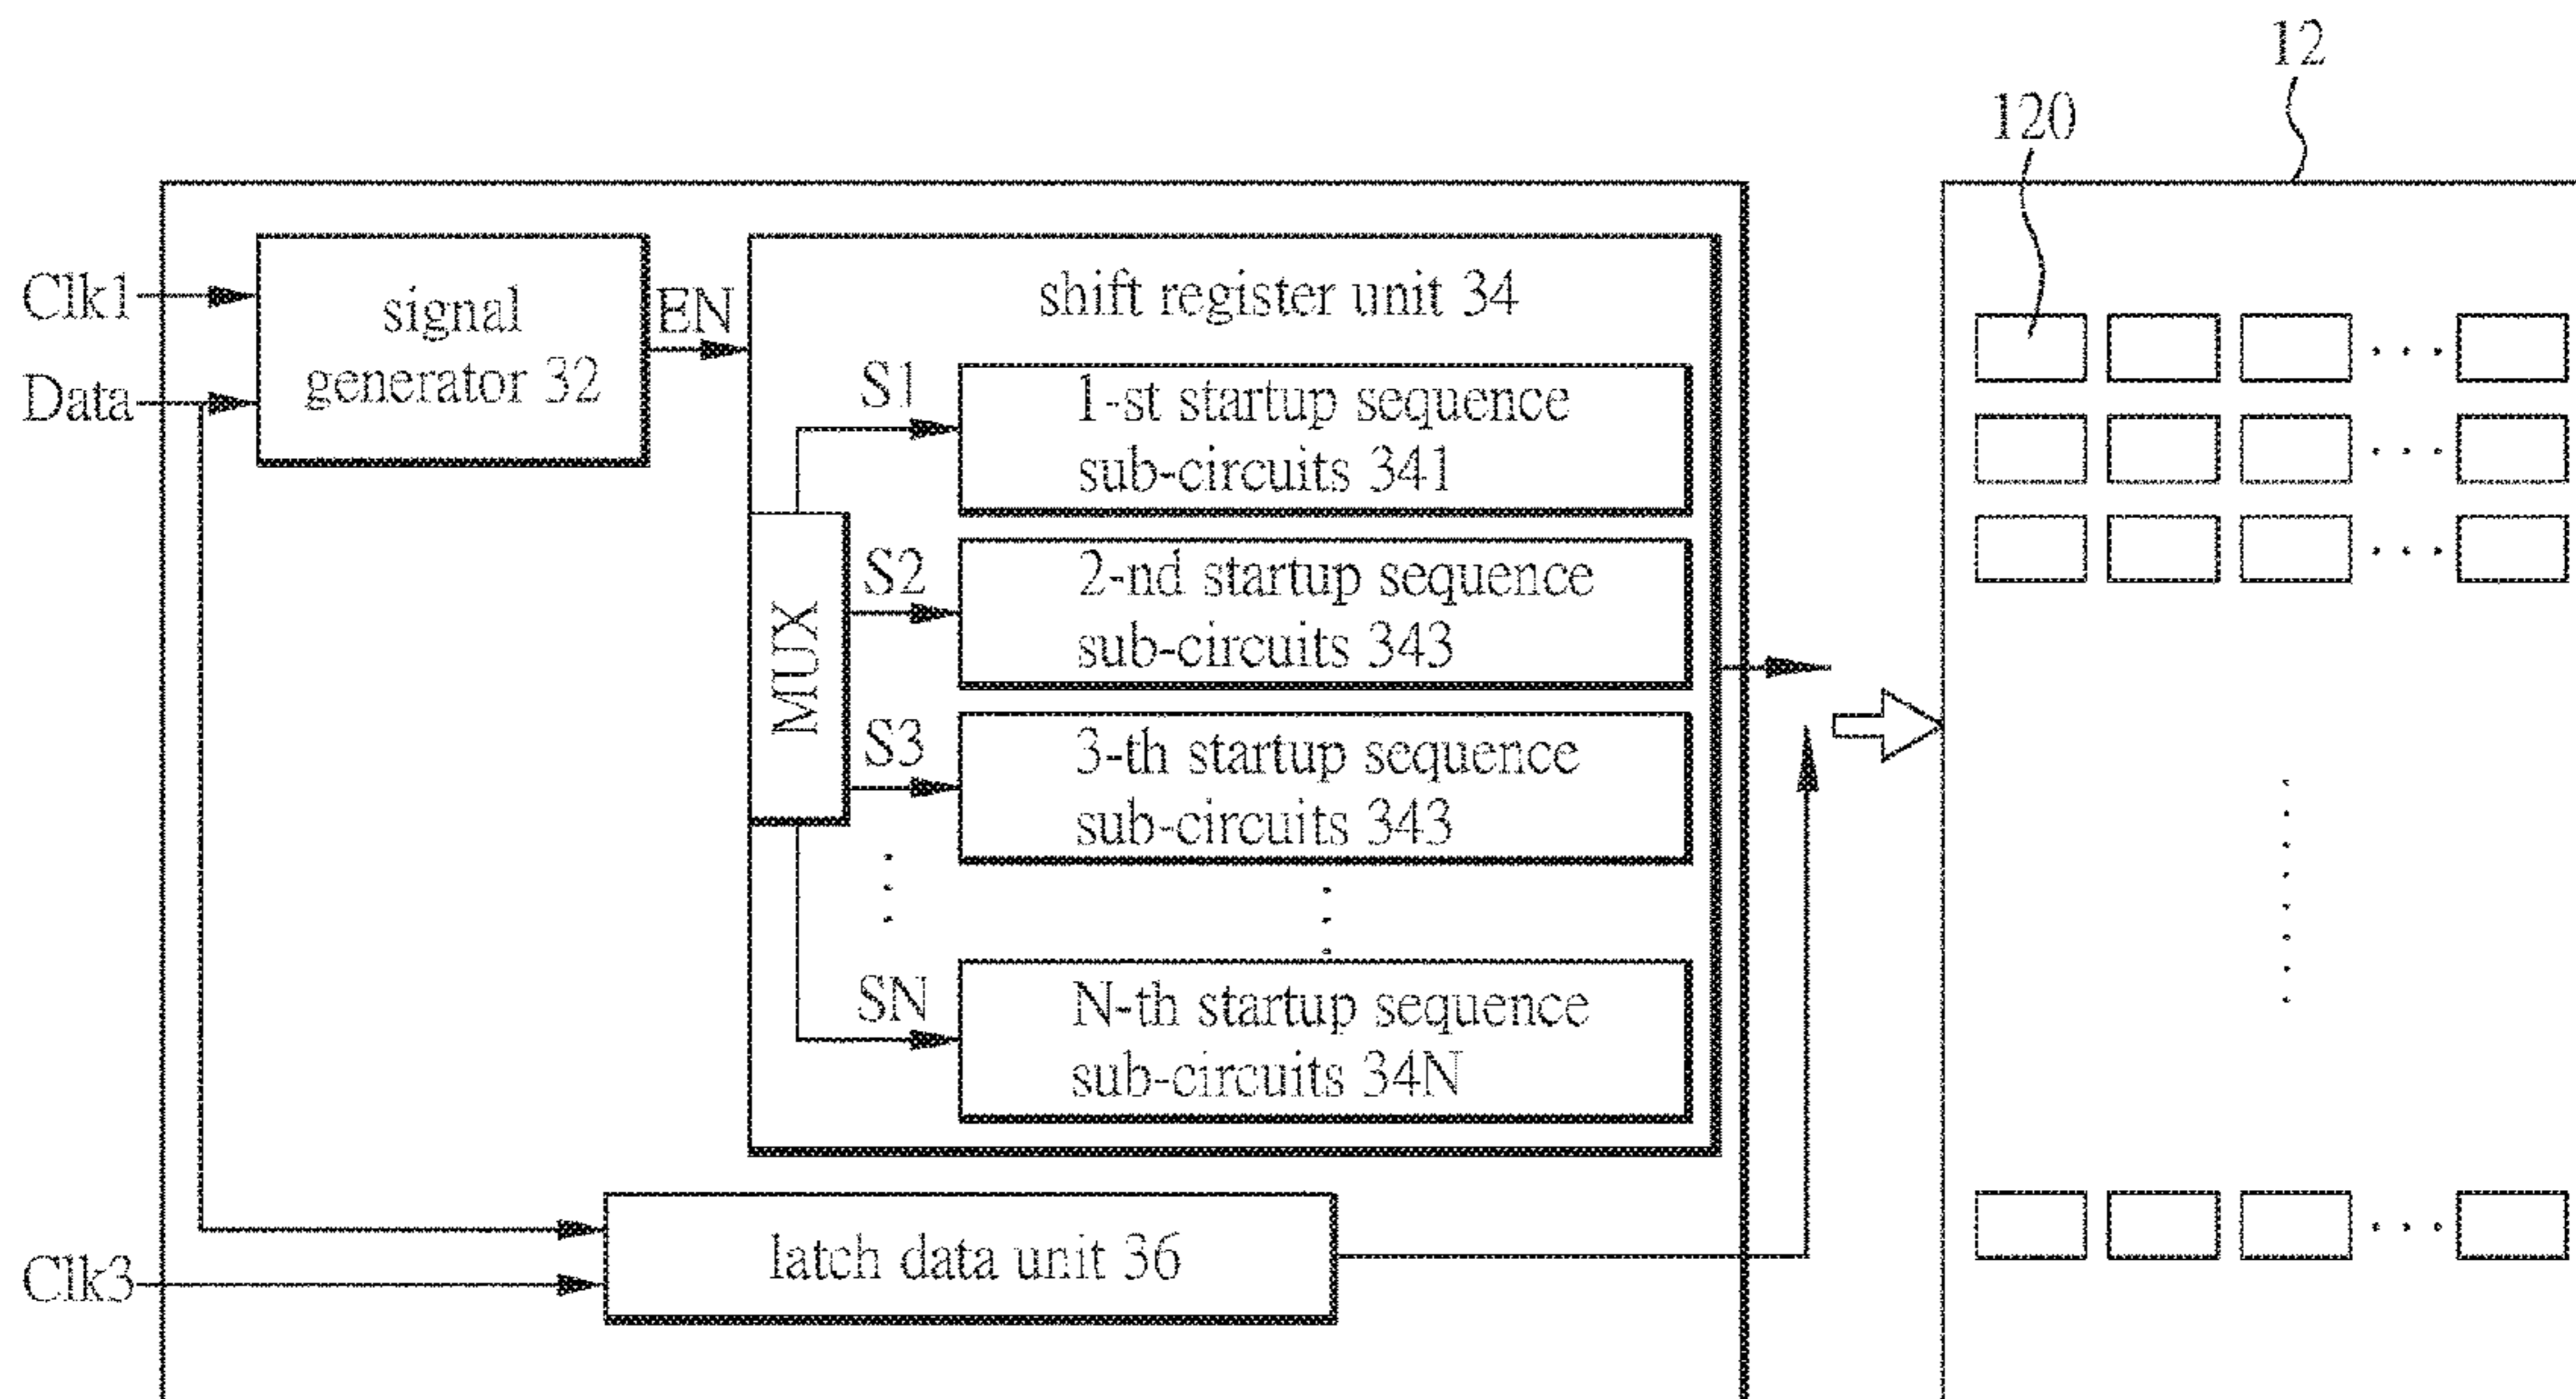 12
120
Clk1
signal
generator 32
EN
Data
shift register unit 34
S1
1-st startup sequence
sub-circuits 341
MUX
S2
2-nd startup sequence
sub-circuits 343
S3
3-th startup sequence
sub-circuits 343
SN
N-th startup sequence
sub-circuits 34N
latch data unit 36
Clk3